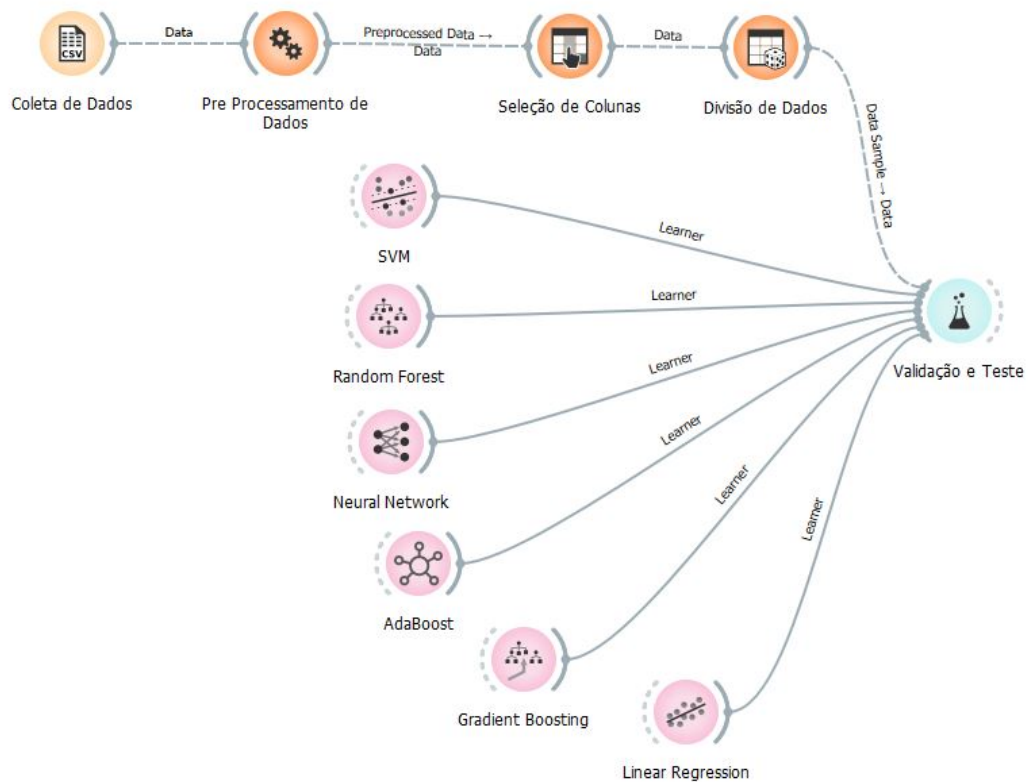 CSV
Data
Preprocessed Data →
Data
Data
Coleta de Dados
Pre Processamento de
Dados
Seleção de Colunas
Divisão de Dados
Data Sample → Data
SVM
Learner
Random Forest
Learner
Validação e Teste
Neural Network
Learner
AdaBoost
Learner
Gradient Boosting
Learner
Linear Regression
Learner